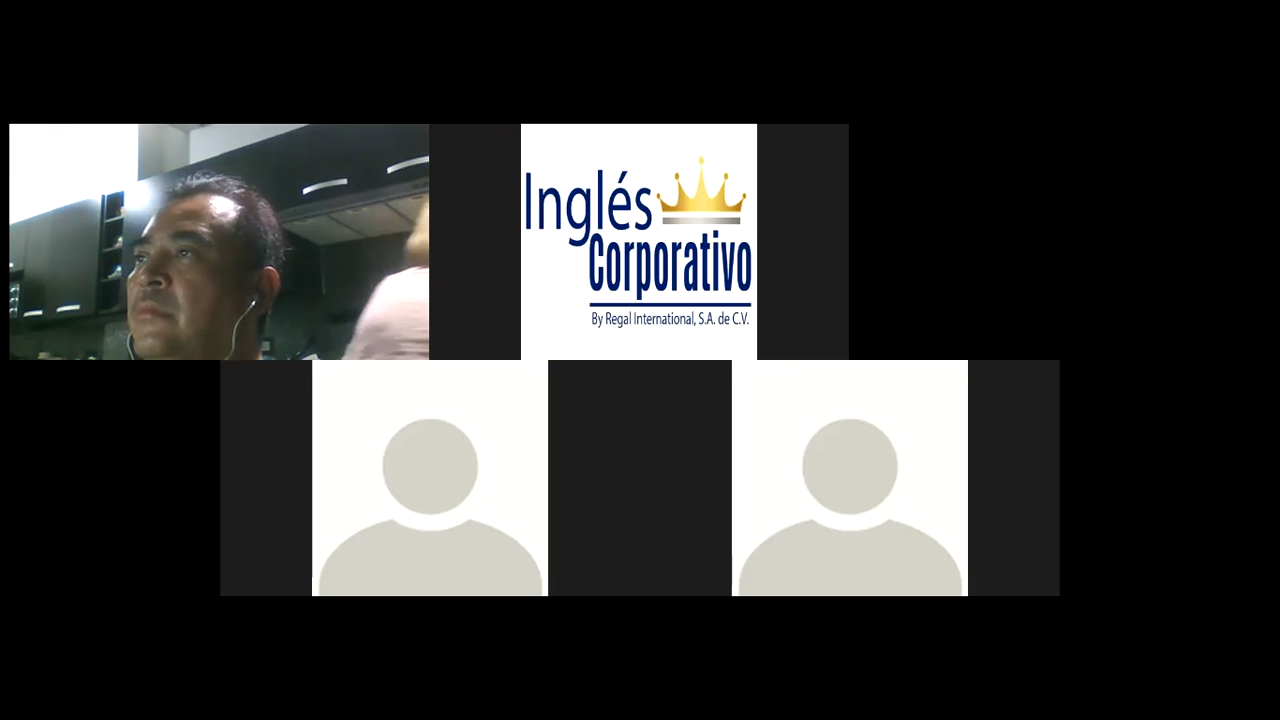 Inglés
Corporativo
By Regal International, S.A. de C.V.